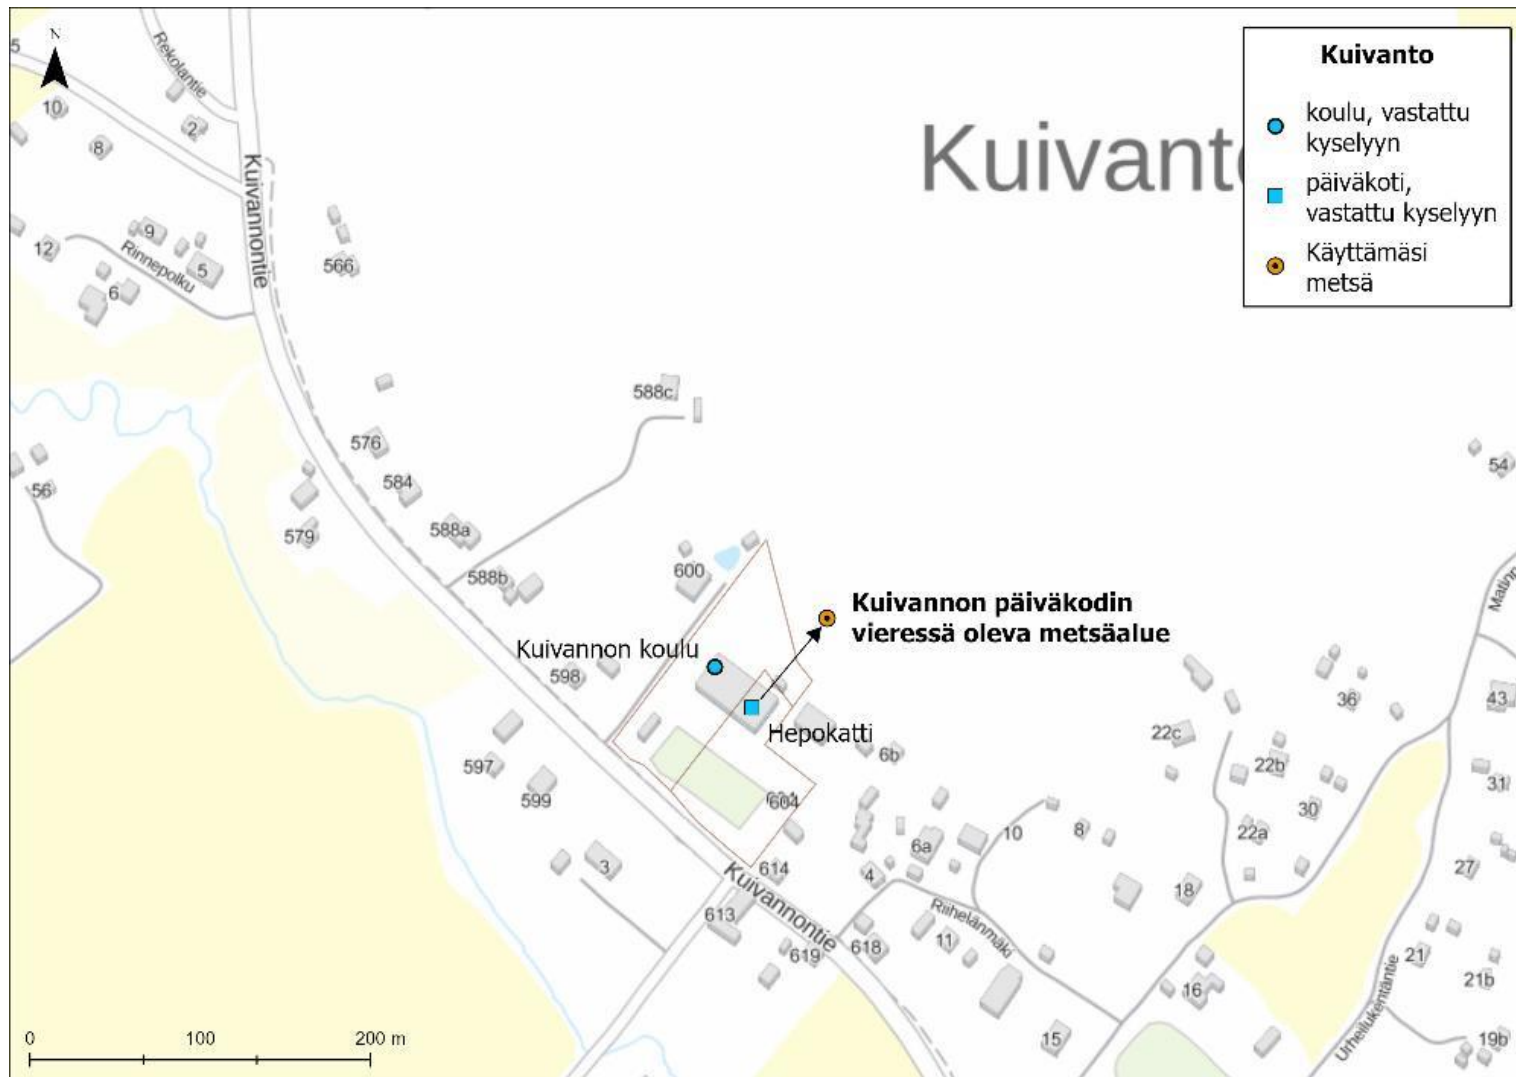 N
5
Rekolantie
10
2
8
Kuivannontie
9
12
Rinnepolku
5
6
566
Kuivanto
koulu, vastattu
kyselyyn
päiväkoti,
vastattu kyselyyn
Käyttämäsi
metsä
Kuivant
588c
576
584
56
579
588a
588b
600
54
Kuivannon päiväkodin
vieressä oleva metsäalue
Kuivannon koulu
598
Hepokatti
6b
597
599
604
3
614
613
Kuivannontie
619
618
4
6a
10
8
Riihelänmäki
11
15
18
16
22c
22b
22a
30
36
43
31
27
21
21b
19b
Urheilukentäntie
0 100 200 m